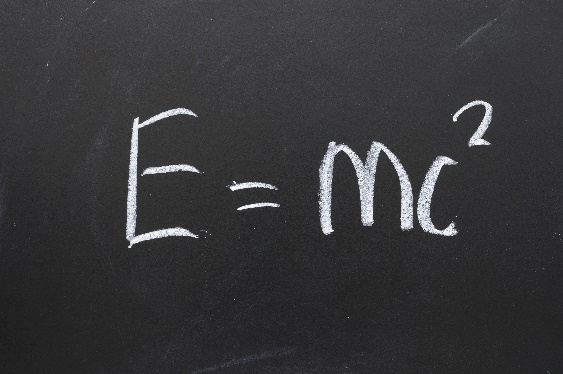 E = mc²